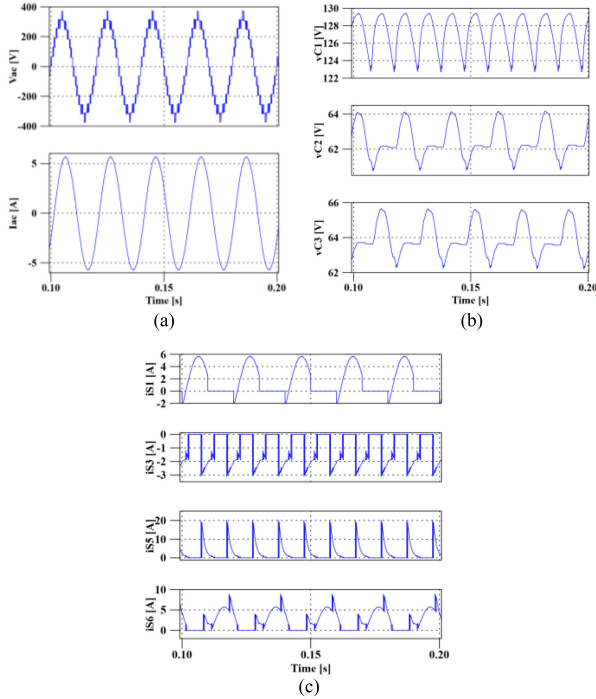 400
200
0
-200
-400
Vac [V]
5
0
-5
Iac [A]
0.10
0.15
0.20
Time [s]
(a)
130
128
126
124
122
vC1 [V]
64
62
vC2 [V]
66
64
62
vC3 [V]
0.10
0.15
0.20
Time [s]
(b)
6
4
2
0
-2
iS1 [A]
0
-1
-2
-3
iS3 [A]
20
10
0
iS5 [A]
10
5
0
iS6 [A]
0.10
0.15
0.20
Time [s]
(c)